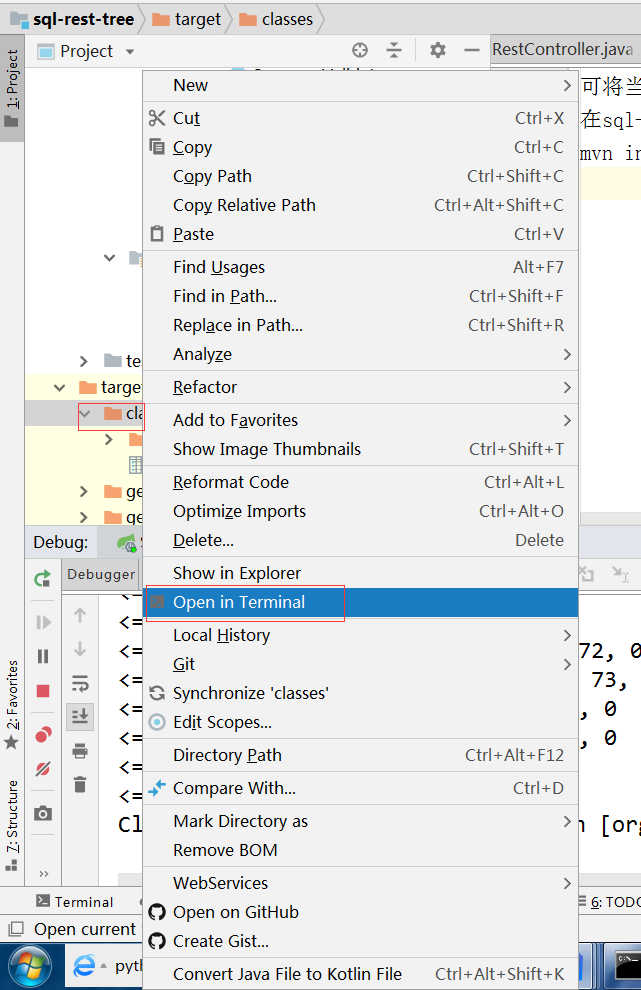 sql-rest-tree
target
classes
1: Project
Project
RestController.java
可将当
在sql-
mvn in
New
Cut Ctrl+X
Copy Ctrl+C
Copy Path Ctrl+Shift+C
Copy Relative Path Ctrl+Alt+Shift+C
Paste Ctrl+V
Find Usages Alt+F7
Find in Path... Ctrl+Shift+F
Replace in Path... Ctrl+Shift+R
Analyze
te
Refactor
target
cla
Add to Favorites
Show Image Thumbnails Ctrl+Shift+T
Reformat Code Ctrl+Alt+L
ge
Optimize Imports Ctrl+Alt+O
ge
Delete... Delete
Debug:
Debugger
Show in Explorer
Open in Terminal
Local History
<= 72, 0
Git
<= 73,
Synchronize 'classes'
<= , 0
Edit Scopes...
<= , 0
Directory Path Ctrl+Alt+F12
<=
Compare With... Ctrl+D
<=
Mark Directory as
Cl n [org
Remove BOM
2: Favorites
7: Structure
WebServices
Terminal
6: TODO
Open on GitHub
Open current
Create Gist...
pyth
Convert Java File to Kotlin File Ctrl+Alt+Shift+K